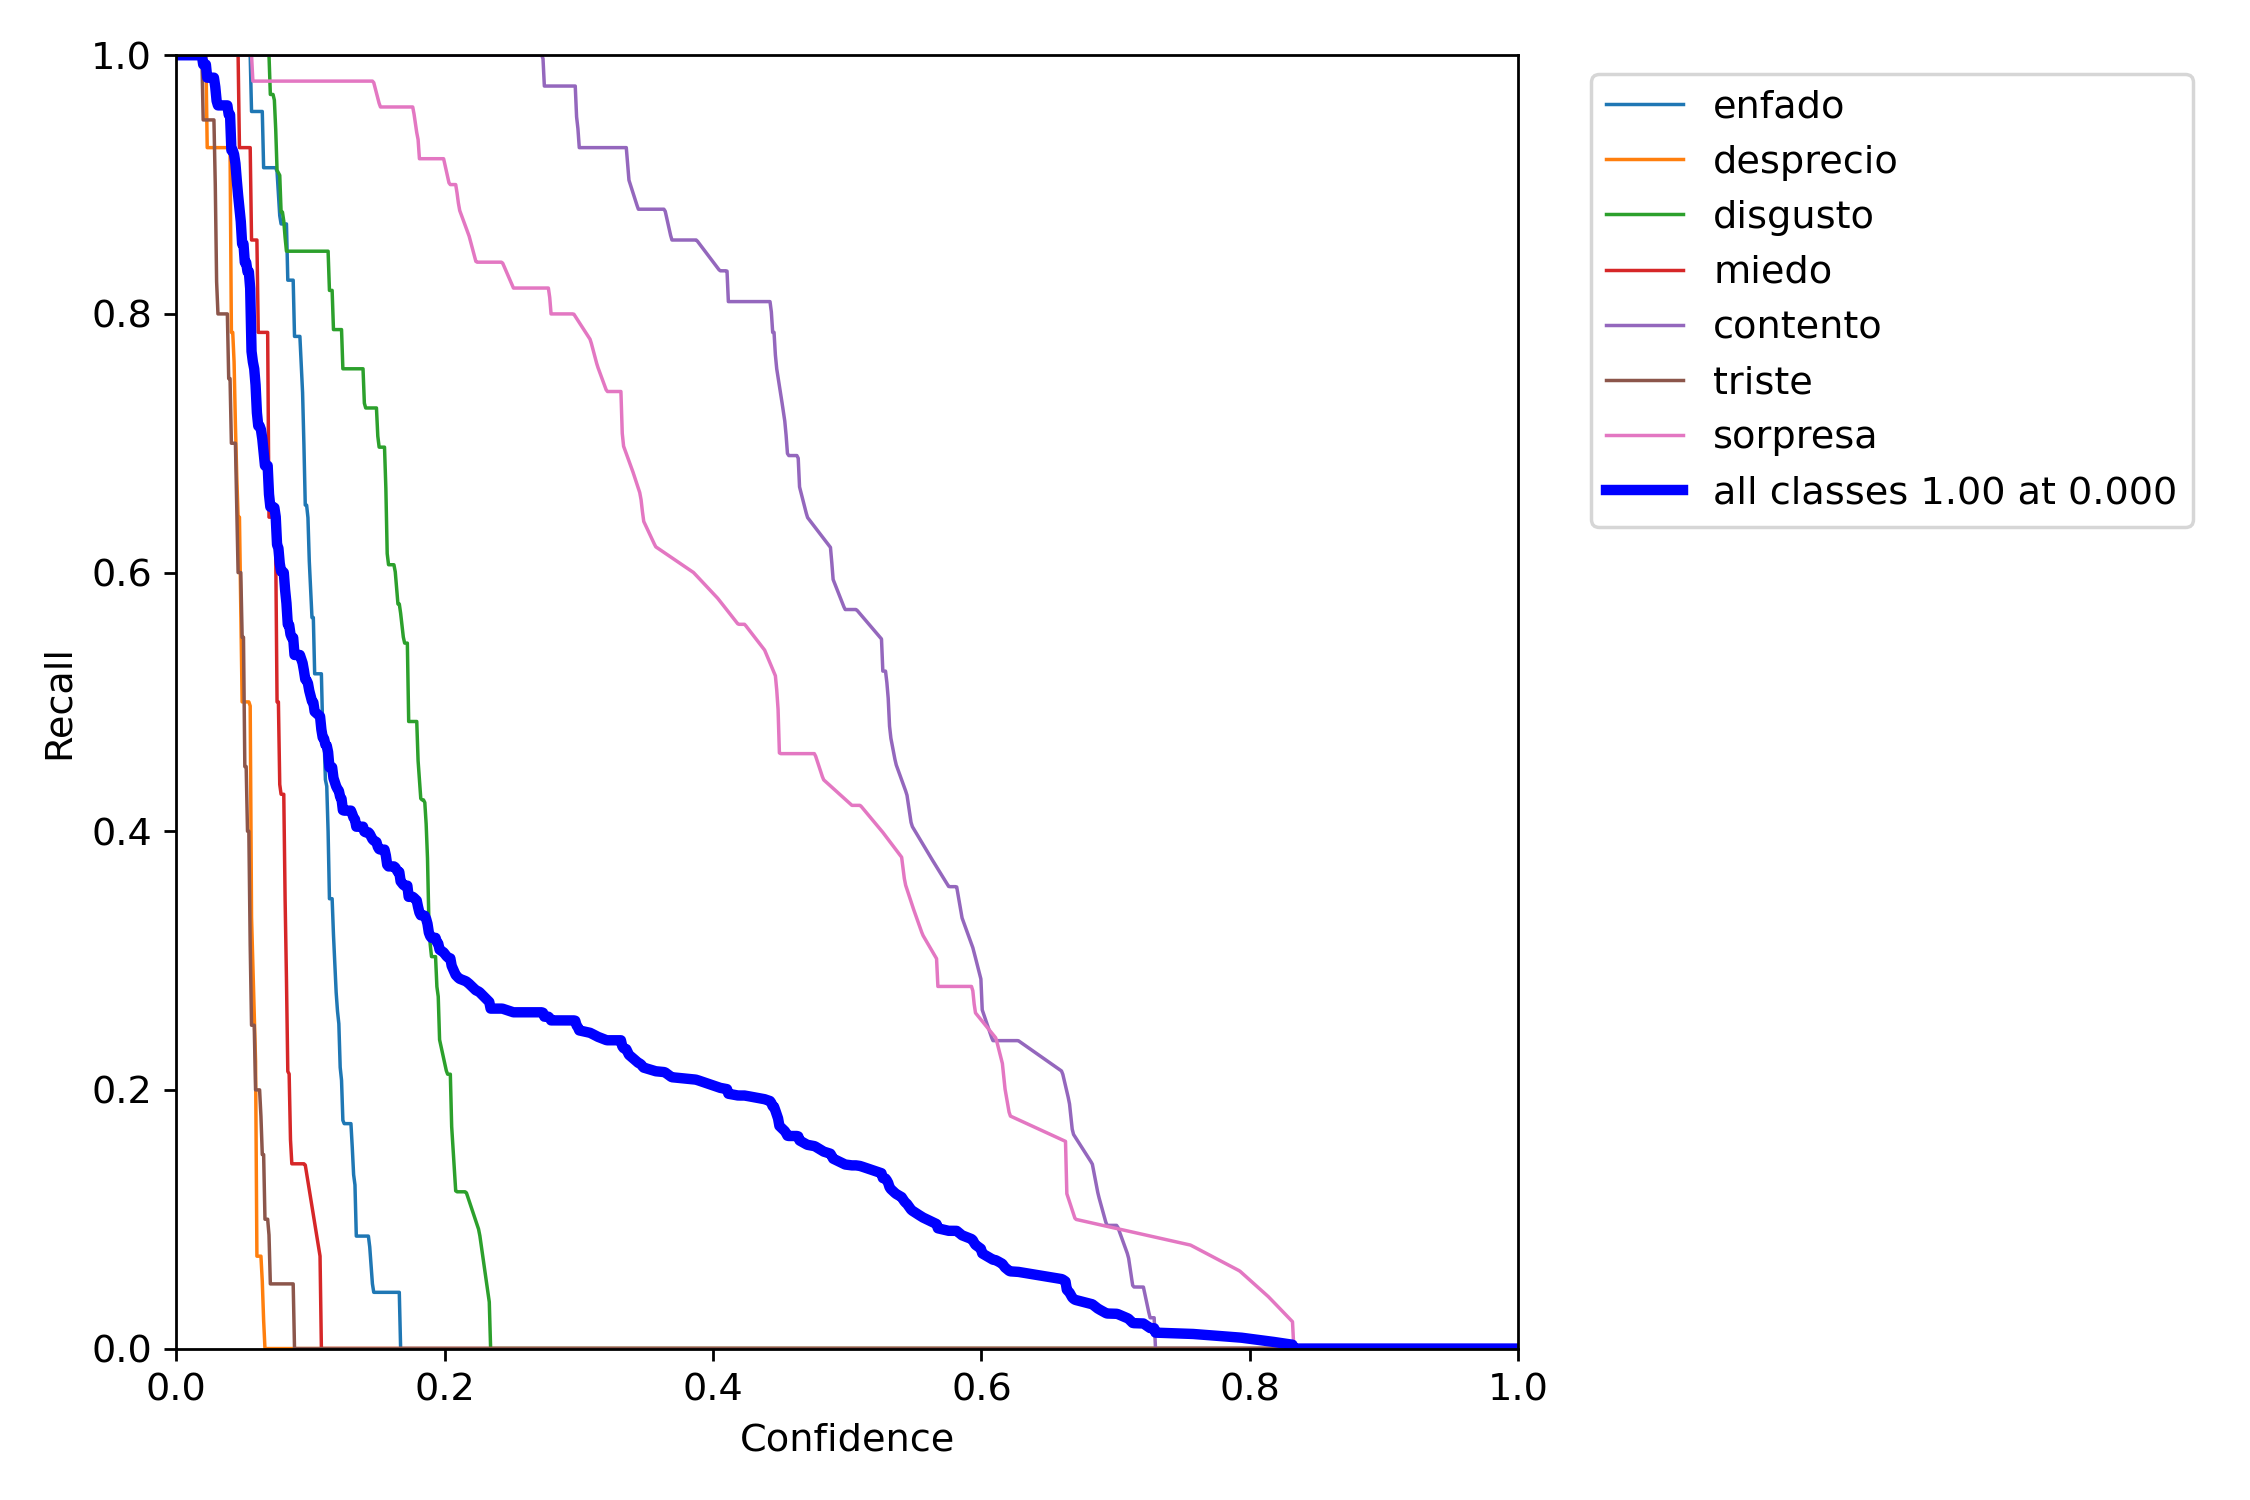 1.0
0.8
0.6
0.4
0.2
0.0
Recall
0.0 0.2 0.4 0.6 0.8 1.0
Confidence
enfado
desprecio
disgusto
miedo
contento
triste
sorpresa
all classes 1.00 at 0.000